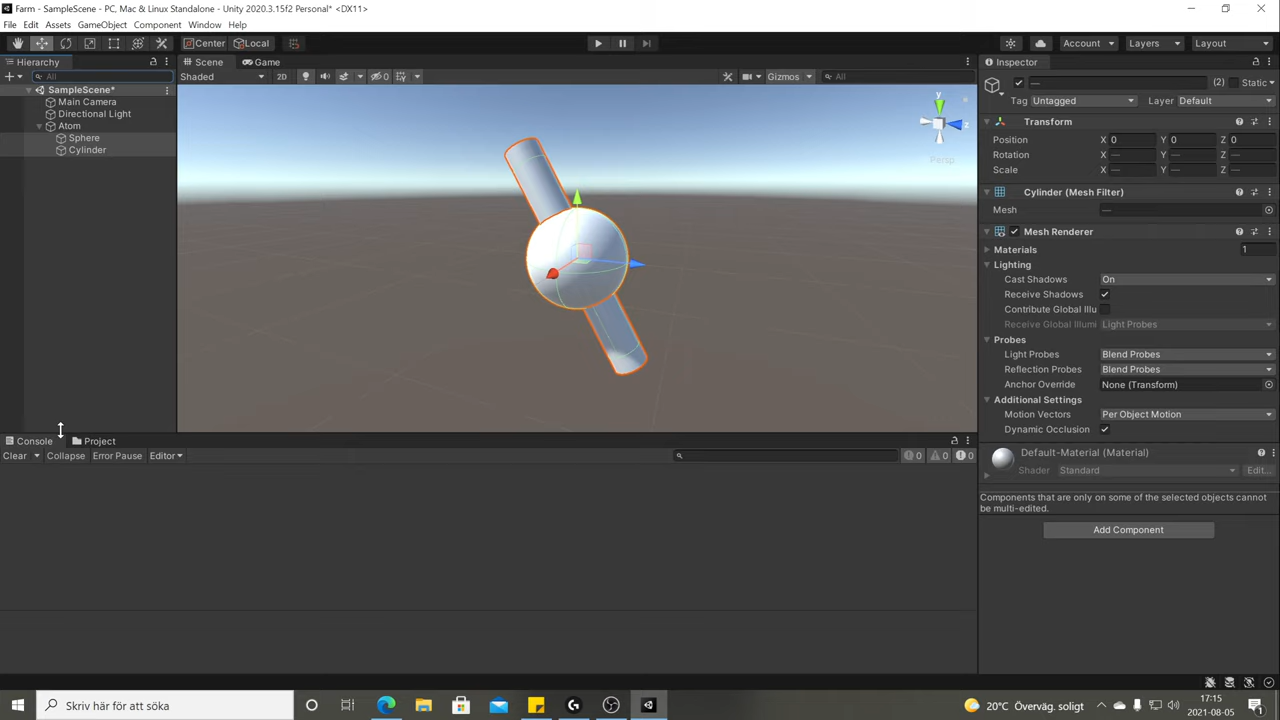 Farm - SampleScene - PC, Mac & Linux Standalone - Unity 2020.3.15f2 Personal* <DX11>
File Edit Assets GameObject Component Window Help
Center Local Account Layers Layout
Hierarchy
All
SampleScene*
Main Camera
Directional Light
Atom
Sphere
Cylinder
Scene Game
Shaded 2D 0 Gizmos All
y
z
Persp
Inspector
— (2) Static
Tag Untagged Layer Default
Transform
Position X 0 Y 0 Z 0
Rotation X — Y — Z —
Scale X — Y — Z —
Cylinder (Mesh Filter)
Mesh —
Mesh Renderer
Materials 1
Lighting
Cast Shadows On
Receive Shadows
Contribute Global Illu
Receive Global Illumi Light Probes
Probes
Light Probes Blend Probes
Reflection Probes Blend Probes
Anchor Override None (Transform)
Additional Settings
Motion Vectors Per Object Motion
Dynamic Occlusion
Default-Material (Material)
Shader Standard Edit...
Components that are only on some of the selected objects cannot
be multi-edited.
Add Component
Console Project
Clear Collapse Error Pause Editor 0 0 0
Skriv här för att söka
20°C Överväg. soligt
17:15
2021-08-05
1